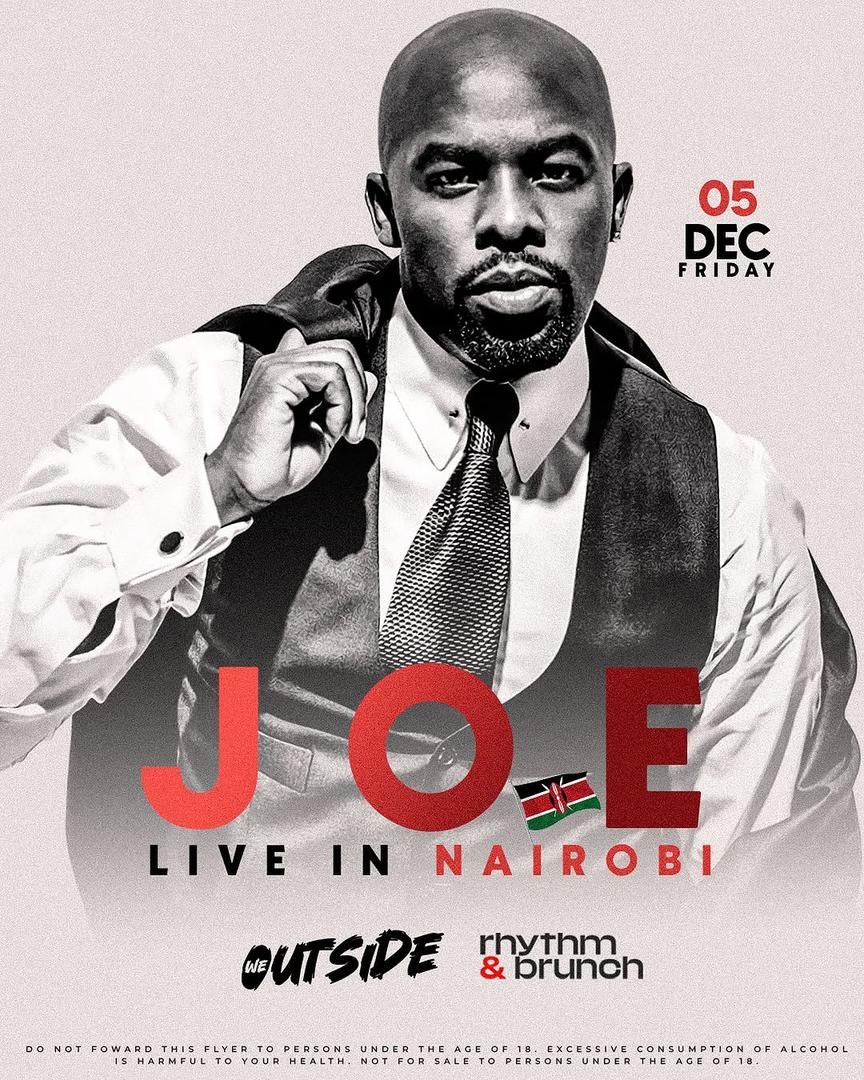 05
DEC
FRIDAY
JOE
LIVE IN NAIROBI
WE OUTSIDE
rhythm
& brunch
DO NOT FOWARD THIS FLYER TO PERSONS UNDER THE AGE OF 18. EXCESSIVE CONSUMPTION OF ALCOHOL
IS HARMFUL TO YOUR HEALTH. NOT FOR SALE TO PERSONS UNDER THE AGE OF 18.